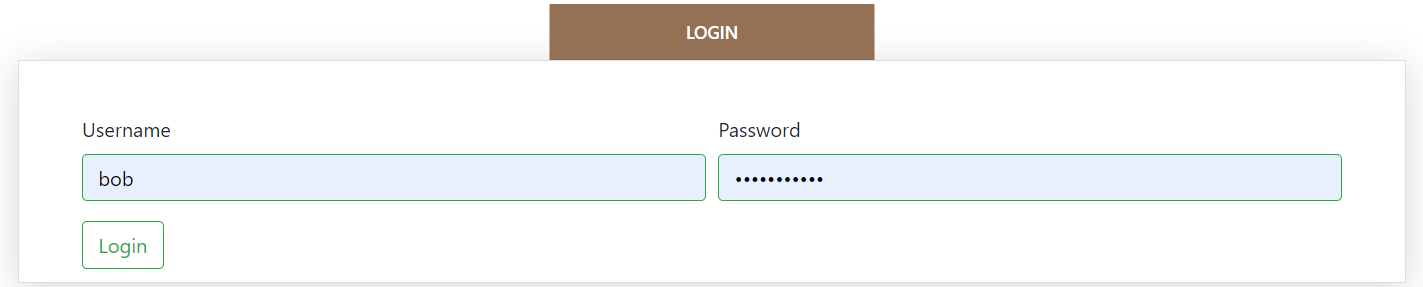 LOGIN
Username Password
bob •••••••••••
Login